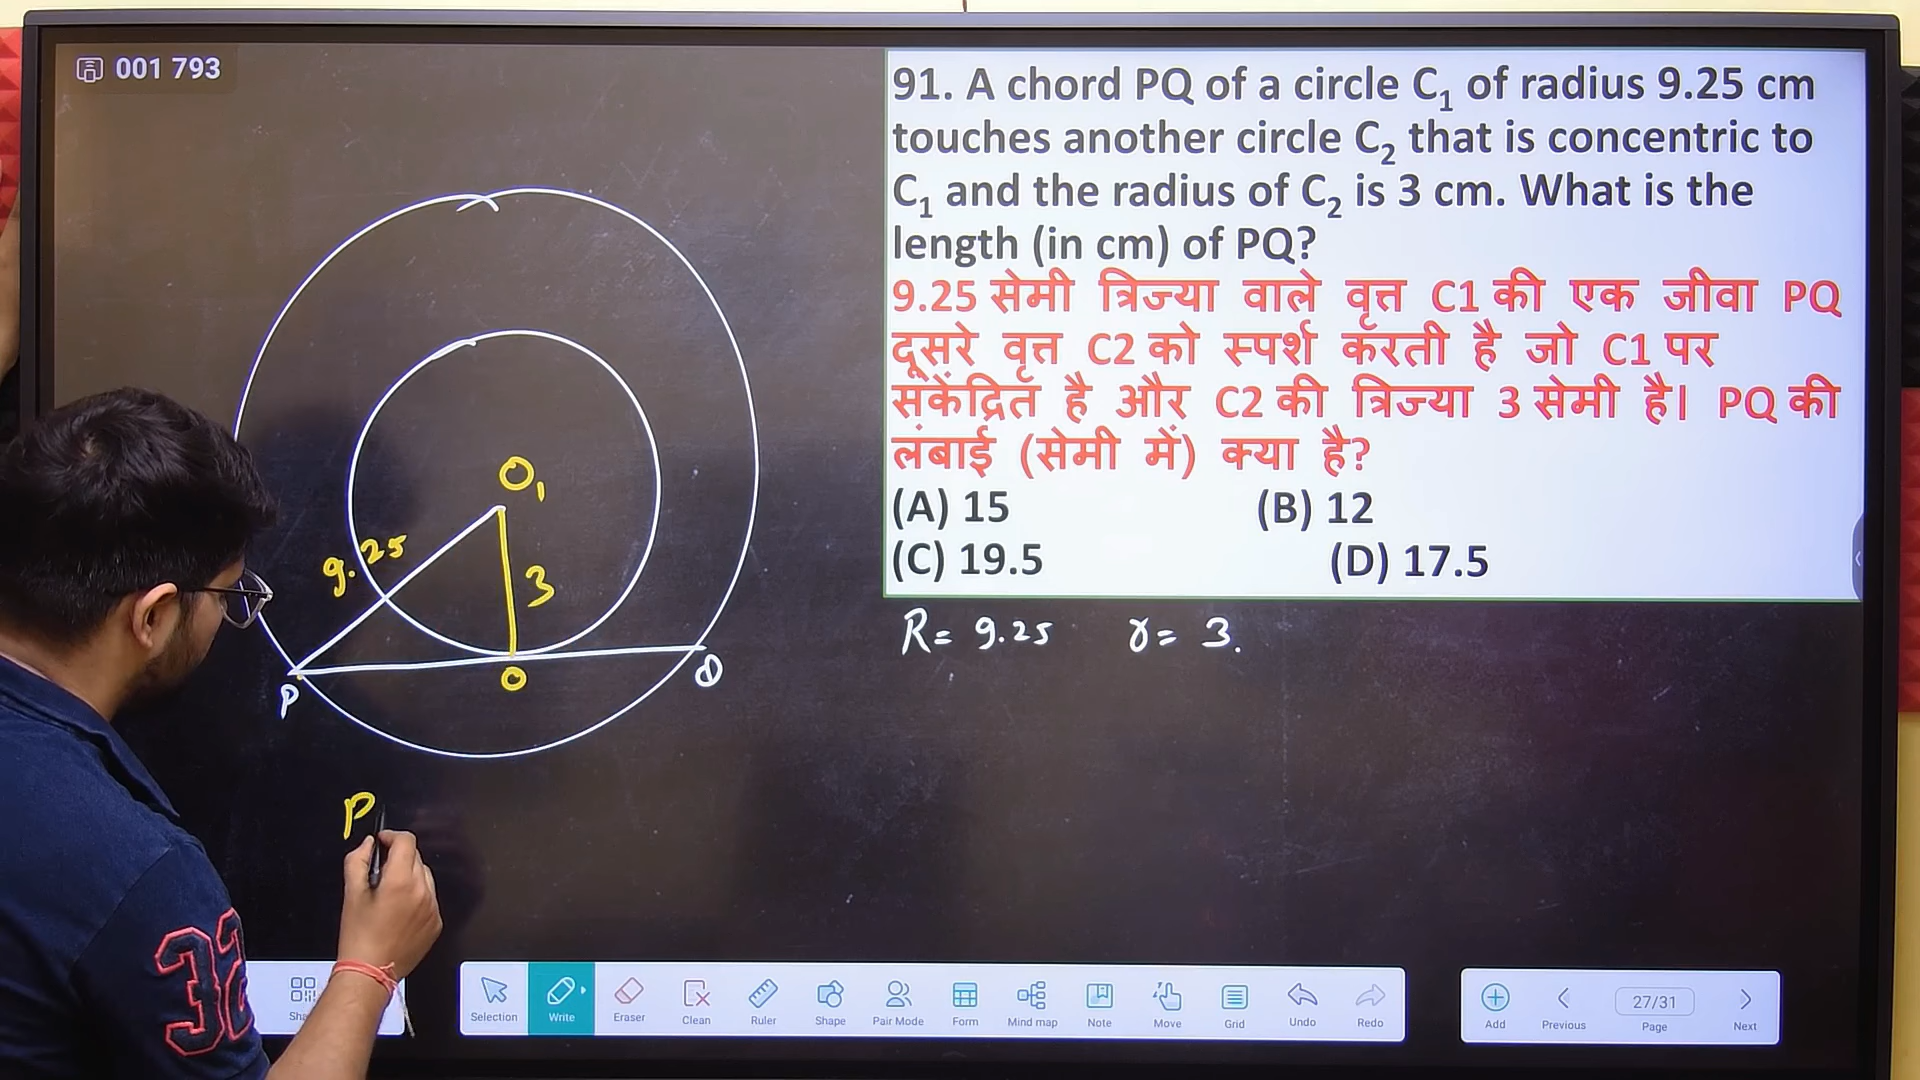 001 793
91. A chord PQ of a circle C₁ of radius 9.25 cm
touches another circle C₂ that is concentric to
C₁ and the radius of C₂ is 3 cm. What is the
length (in cm) of PQ?
9.25 सेमी त्रिज्या वाले वृत्त C1 की एक जीवा PQ
दूसरे वृत्त C2 को स्पर्श करती है जो C1 पर
संकेंद्रित है और C2 की त्रिज्या 3 सेमी है। PQ की
लंबाई (सेमी में) क्या है?
(A) 15 (B) 12
(C) 19.5 (D) 17.5
R = 9.25 r = 3.
O₁
9.25
3
P
O
Q
P
32
Selection Write Eraser Clean Ruler Shape Pair Mode Form Mind map Note Move Grid Undo Redo
Add Previous 27/31 Page Next